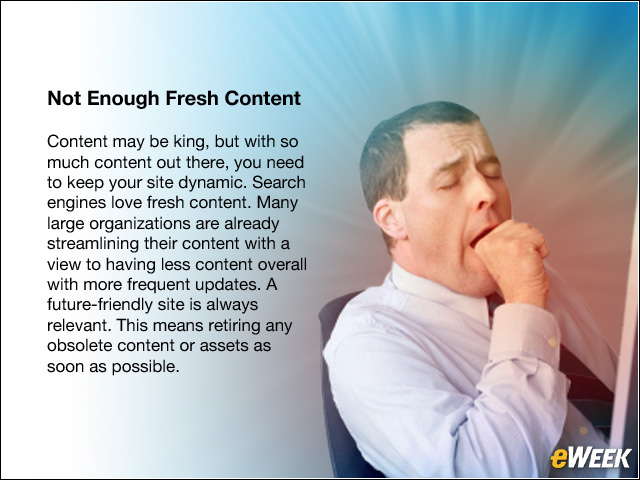 Not Enough Fresh Content
Content may be king, but with so
much content out there, you need
to keep your site dynamic. Search
engines love fresh content. Many
large organizations are already
streamlining their content with a
view to having less content overall
with more frequent updates. A
future-friendly site is always
relevant. This means retiring any
obsolete content or assets as
soon as possible.
eWEEK